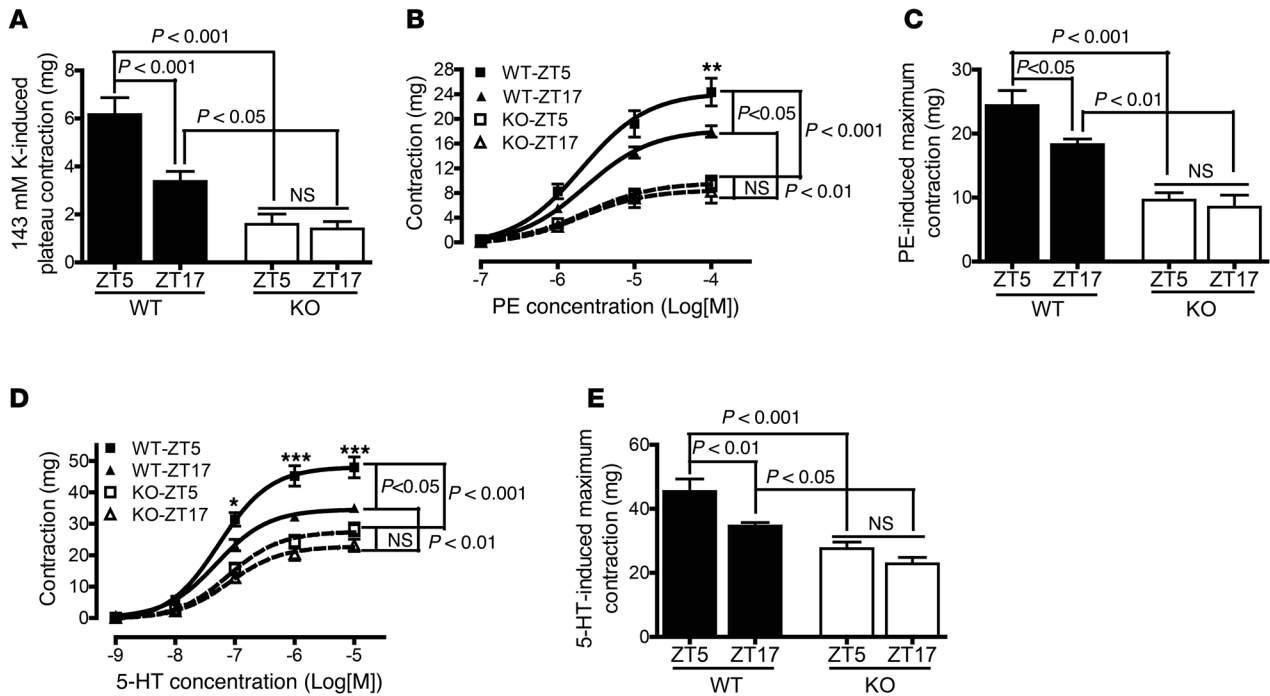 A
143 mM K-induced
plateau contraction (mg)
8
6
4
2
0
P < 0.001
P < 0.001
P < 0.05
NS
ZT5 ZT17 ZT5 ZT17
WT KO
B
Contraction (mg)
28
24
20
16
12
8
4
0
WT-ZT5
WT-ZT17
KO-ZT5
KO-ZT17
**
P<0.05
P < 0.001
NS
P < 0.01
-7 -6 -5 -4
PE concentration (Log[M])
C
PE-induced maximum
contraction (mg)
30
20
10
0
P < 0.001
P<0.05
P < 0.01
NS
ZT5 ZT17 ZT5 ZT17
WT KO
D
Contraction (mg)
50
40
30
20
10
0
WT-ZT5
WT-ZT17
KO-ZT5
KO-ZT17
*
***
***
P<0.05
P < 0.001
NS
P < 0.01
-9 -8 -7 -6 -5
5-HT concentration (Log[M])
E
5-HT-induced maximum
contraction (mg)
60
40
20
0
P < 0.001
P < 0.01
P < 0.05
NS
ZT5 ZT17 ZT5 ZT17
WT KO